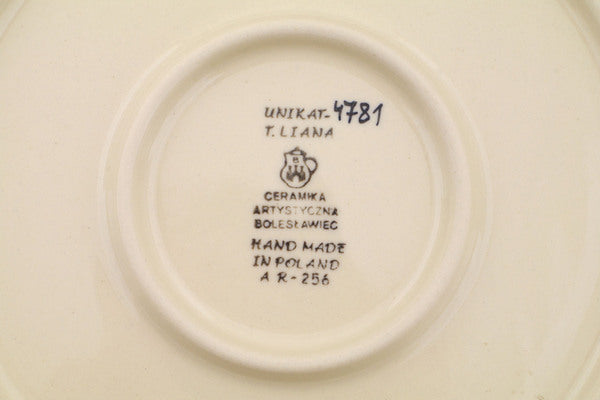 UNIKAT-4781
T. LIANA
B
CERAMIKA
ARTYSTYCZNA
BOLESŁAWIEC
HAND MADE
IN POLAND
A R-256